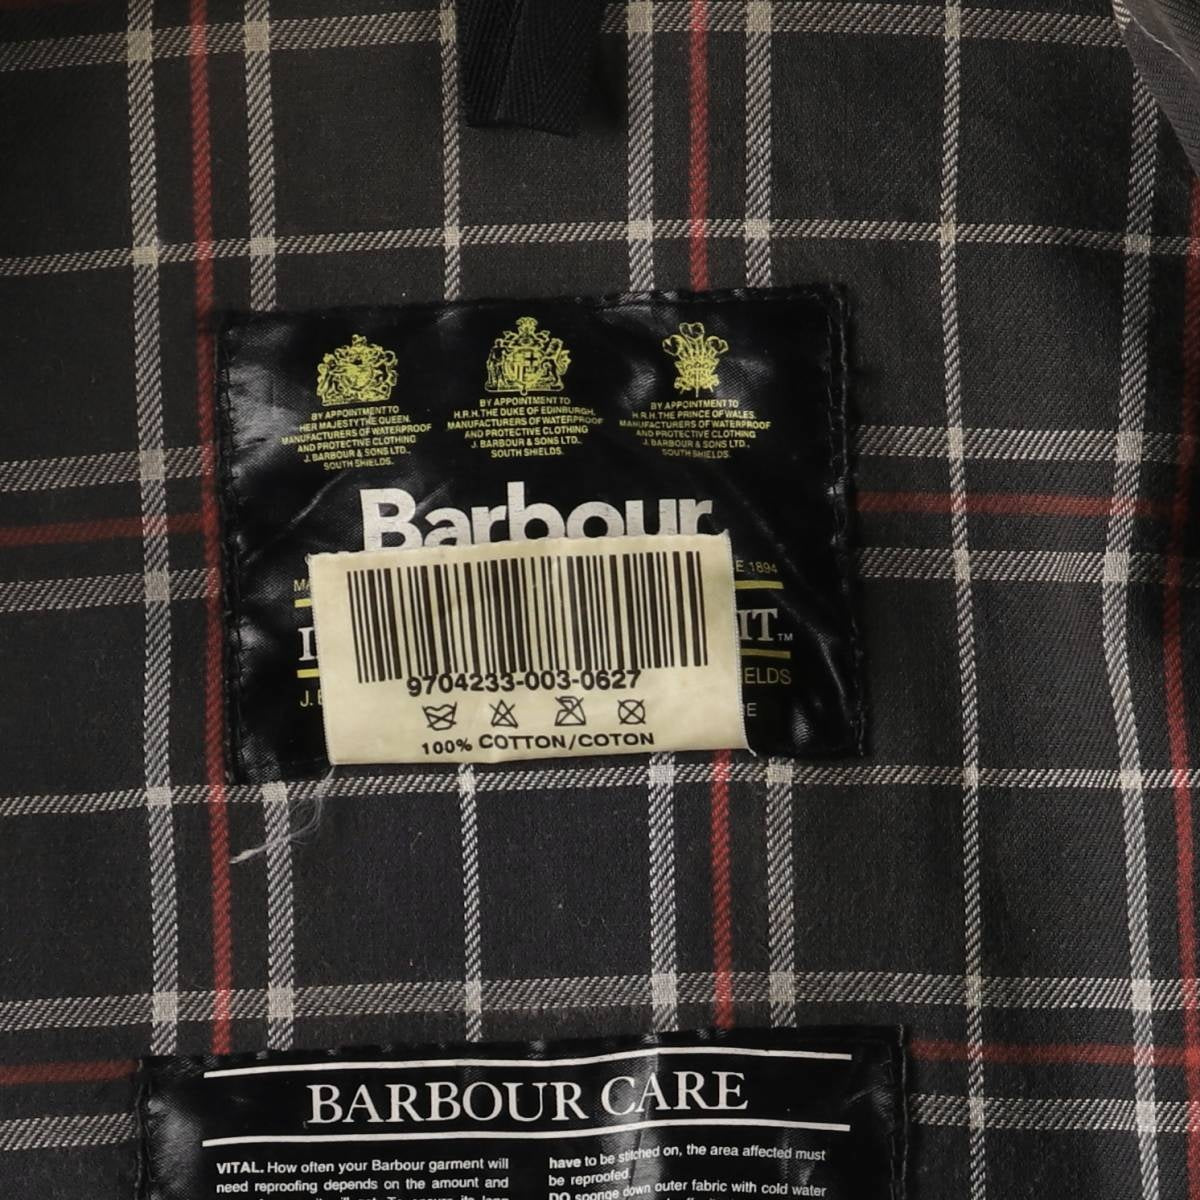 BY APPOINTMENT TO
HER MAJESTY THE QUEEN.
MANUFACTURERS OF WATERPROOF
AND PROTECTIVE CLOTHING
J. BARBOUR & SONS LTD.,
SOUTH SHIELDS.
BY APPOINTMENT TO
H.R.H. THE DUKE OF EDINBURGH.
MANUFACTURERS OF WATERPROOF
AND PROTECTIVE CLOTHING
J. BARBOUR & SONS LTD.
SOUTH SHIELDS.
BY APPOINTMENT TO
H.R.H. THE PRINCE OF WALES.
MANUFACTURERS OF WATERPROOF
AND PROTECTIVE CLOTHING
J. BARBOUR & SONS LTD.
SOUTH SHIELDS.
Barbour
1894
IT™
ELDS
J.
9704233-003-0627
100% COTTON/COTON
BARBOUR CARE
VITAL. How often your Barbour garment will
need reproofing depends on the amount and
have to be stitched on, the area affected must
be reproofed.
DO sponge down outer fabric with cold water